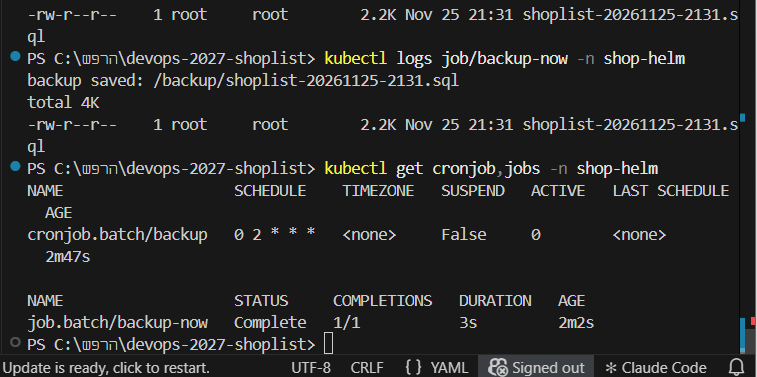 -rw-r--r--    1 root     root        2.2K Nov 25 21:31 shoplist-20261125-2131.s
ql
PS C:\הרפש\devops-2027-shoplist> kubectl logs job/backup-now -n shop-helm
backup saved: /backup/shoplist-20261125-2131.sql
total 4K
-rw-r--r--    1 root     root        2.2K Nov 25 21:31 shoplist-20261125-2131.s
ql
PS C:\הרפש\devops-2027-shoplist> kubectl get cronjob,jobs -n shop-helm
NAME                   SCHEDULE    TIMEZONE   SUSPEND   ACTIVE   LAST SCHEDULE
  AGE
cronjob.batch/backup   0 2 * * *   <none>     False     0        <none>
  2m47s
NAME                   STATUS     COMPLETIONS   DURATION   AGE
job.batch/backup-now   Complete   1/1           3s         2m2s
PS C:\הרפש\devops-2027-shoplist>
Update is ready, click to restart. UTF-8 CRLF { } YAML Signed out Claude Code